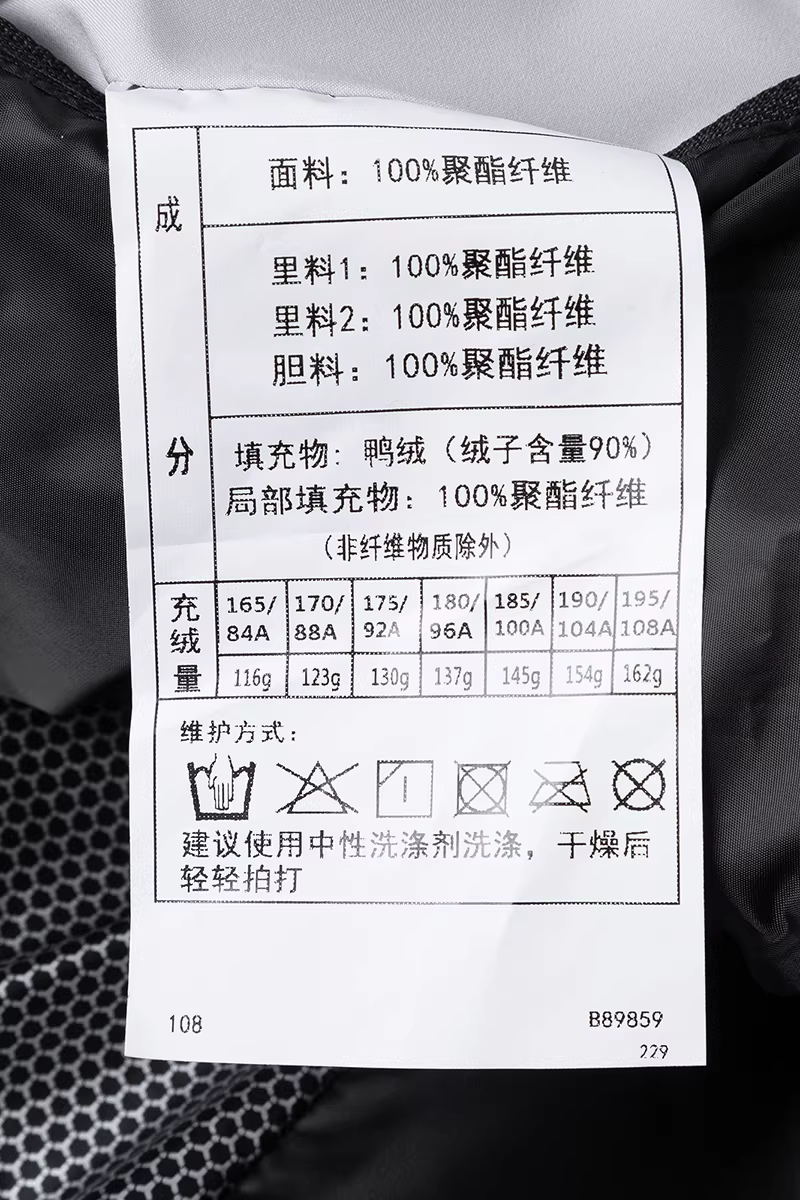 成分
面料：100%聚酯纤维
里料1：100%聚酯纤维
里料2：100%聚酯纤维
胆料：100%聚酯纤维
填充物：鸭绒（绒子含量90%）
局部填充物：100%聚酯纤维
（非纤维物质除外）
充绒量
165/84A 170/88A 175/92A 180/96A 185/100A 190/104A 195/108A
116g 123g 130g 137g 145g 154g 162g
维护方式：
建议使用中性洗涤剂洗涤，干燥后
轻轻拍打
108
B89859
229